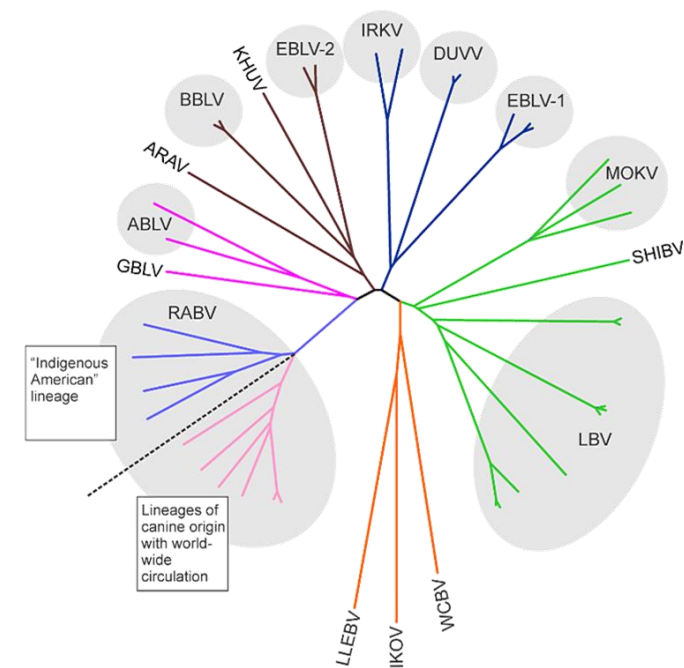 IRKV
EBLV-2
DUVV
KHUV
BBLV
EBLV-1
ARAV
MOKV
ABLV
SHIBV
GBLV
RABV
“Indigenous
American”
lineage
LBV
Lineages of
canine origin
with world-
wide
circulation
WCBV
LLEBV
IKOV